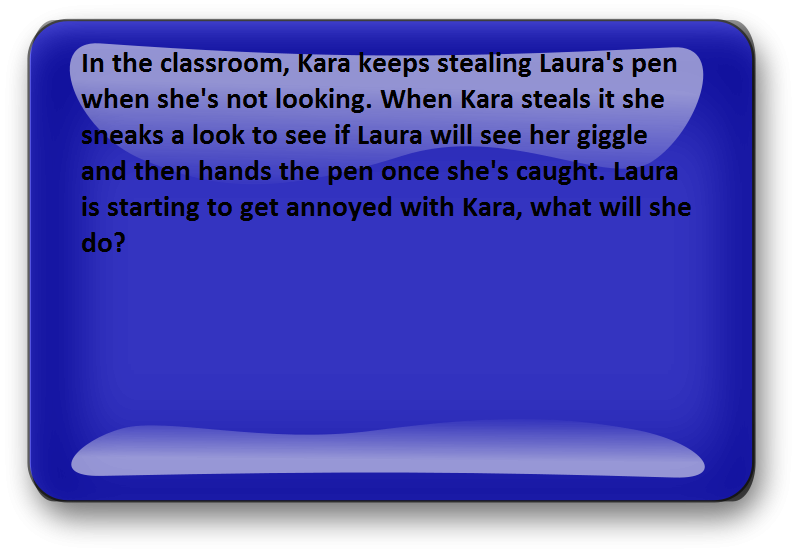 In the classroom, Kara keeps stealing Laura's pen
when she's not looking. When Kara steals it she
sneaks a look to see if Laura will see her giggle
and then hands the pen once she's caught. Laura
is starting to get annoyed with Kara, what will she
do?